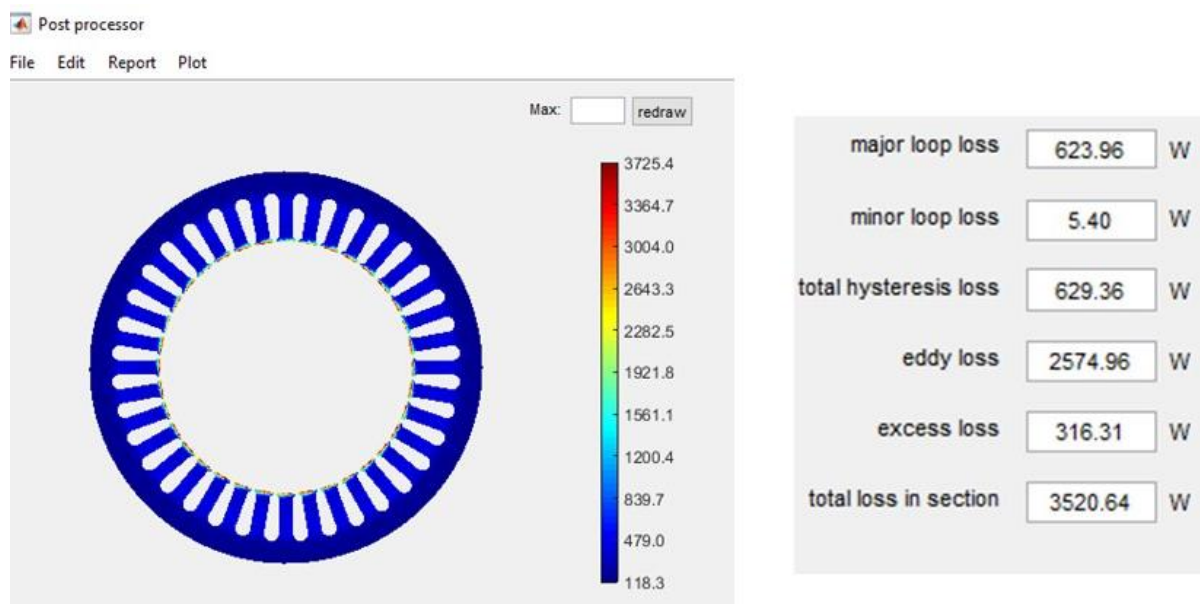 Post processor
File Edit Report Plot
Max: redraw
3725.4
3364.7
3004.0
2643.3
2282.5
1921.8
1561.1
1200.4
839.7
479.0
118.3
major loop loss 623.96 W
minor loop loss 5.40 W
total hysteresis loss 629.36 W
eddy loss 2574.96 W
excess loss 316.31 W
total loss in section 3520.64 W